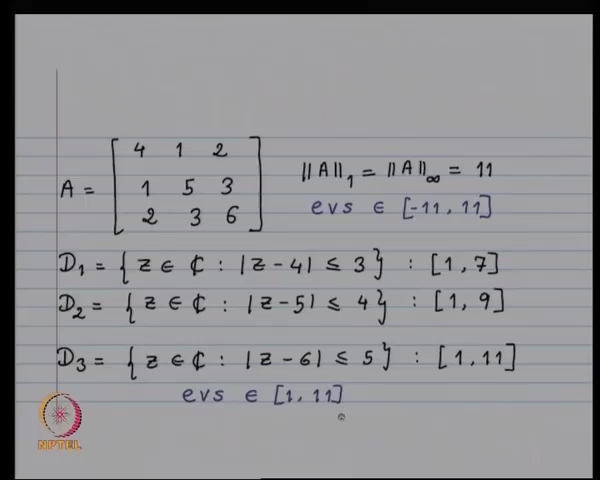 4 1 2
A = 1 5 3 ‖A‖₁ = ‖A‖∞ = 11
2 3 6 evs ∈ [-11, 11]
D₁ = { z ∈ ℂ : |z-4| ≤ 3 } : [1, 7]
D₂ = { z ∈ ℂ : |z-5| ≤ 4 } : [1, 9]
D₃ = { z ∈ ℂ : |z-6| ≤ 5 } : [1, 11]
evs ∈ [1, 11]
NPTEL